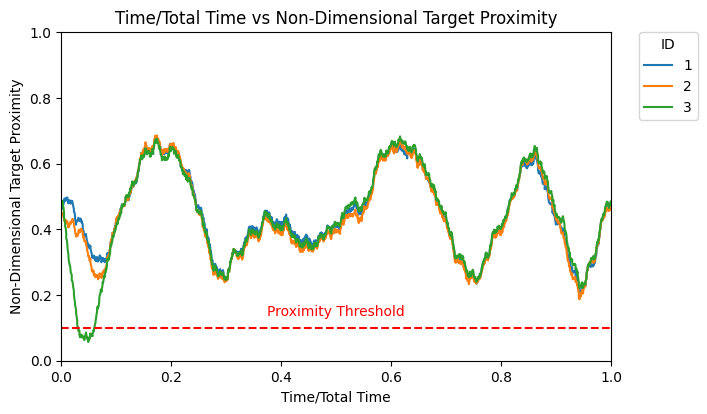 Time/Total Time vs Non-Dimensional Target Proximity
ID
1
2
3
Non-Dimensional Target Proximity
1.0
0.8
0.6
0.4
0.2
0.0
Proximity Threshold
0.0 0.2 0.4 0.6 0.8 1.0
Time/Total Time